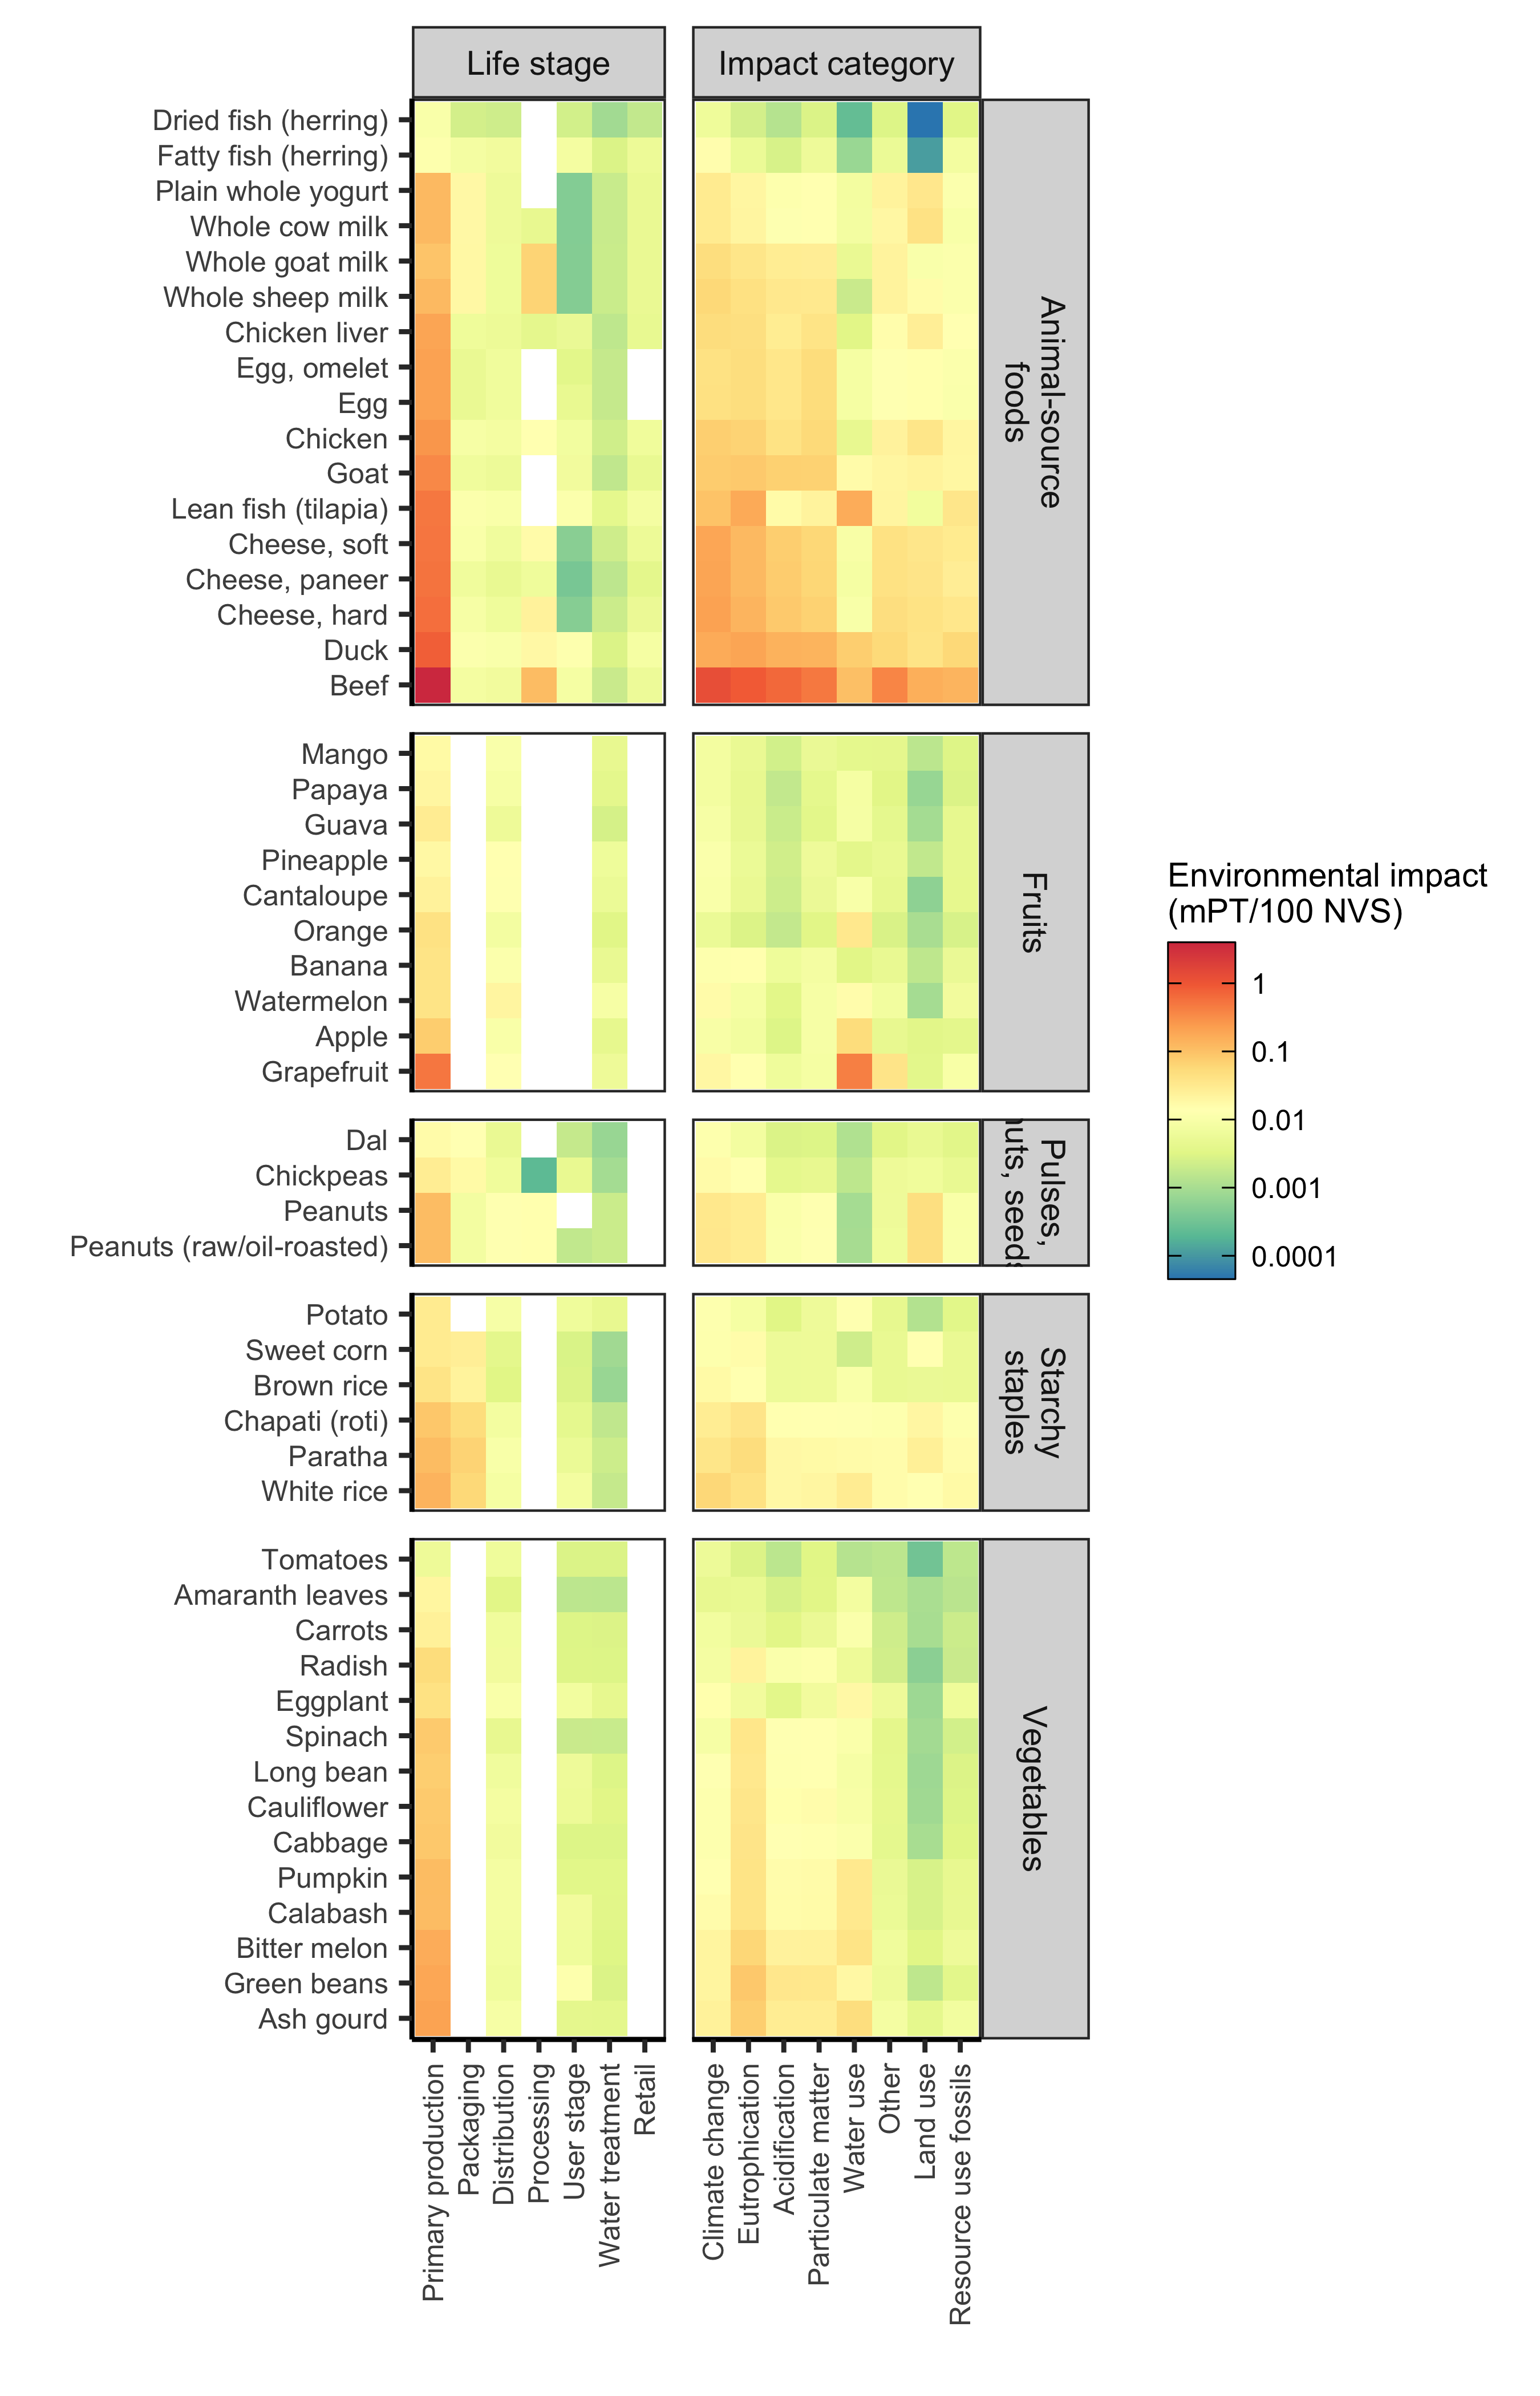 Life stage
Impact category
Dried fish (herring)
Fatty fish (herring)
Plain whole yogurt
Whole cow milk
Whole goat milk
Whole sheep milk
Chicken liver
Egg, omelet
Egg
Chicken
Goat
Lean fish (tilapia)
Cheese, soft
Cheese, paneer
Cheese, hard
Duck
Beef
Animal-source
foods
Mango
Papaya
Guava
Pineapple
Cantaloupe
Orange
Banana
Watermelon
Apple
Grapefruit
Fruits
Dal
Chickpeas
Peanuts
Peanuts (raw/oil-roasted)
Pulses,
nuts, seeds
Potato
Sweet corn
Brown rice
Chapati (roti)
Paratha
White rice
Starchy
staples
Tomatoes
Amaranth leaves
Carrots
Radish
Eggplant
Spinach
Long bean
Cauliflower
Cabbage
Pumpkin
Calabash
Bitter melon
Green beans
Ash gourd
Vegetables
Primary production
Packaging
Distribution
Processing
User stage
Water treatment
Retail
Climate change
Eutrophication
Acidification
Particulate matter
Water use
Other
Land use
Resource use fossils
Environmental impact
(mPT/100 NVS)
1
0.1
0.01
0.001
0.0001